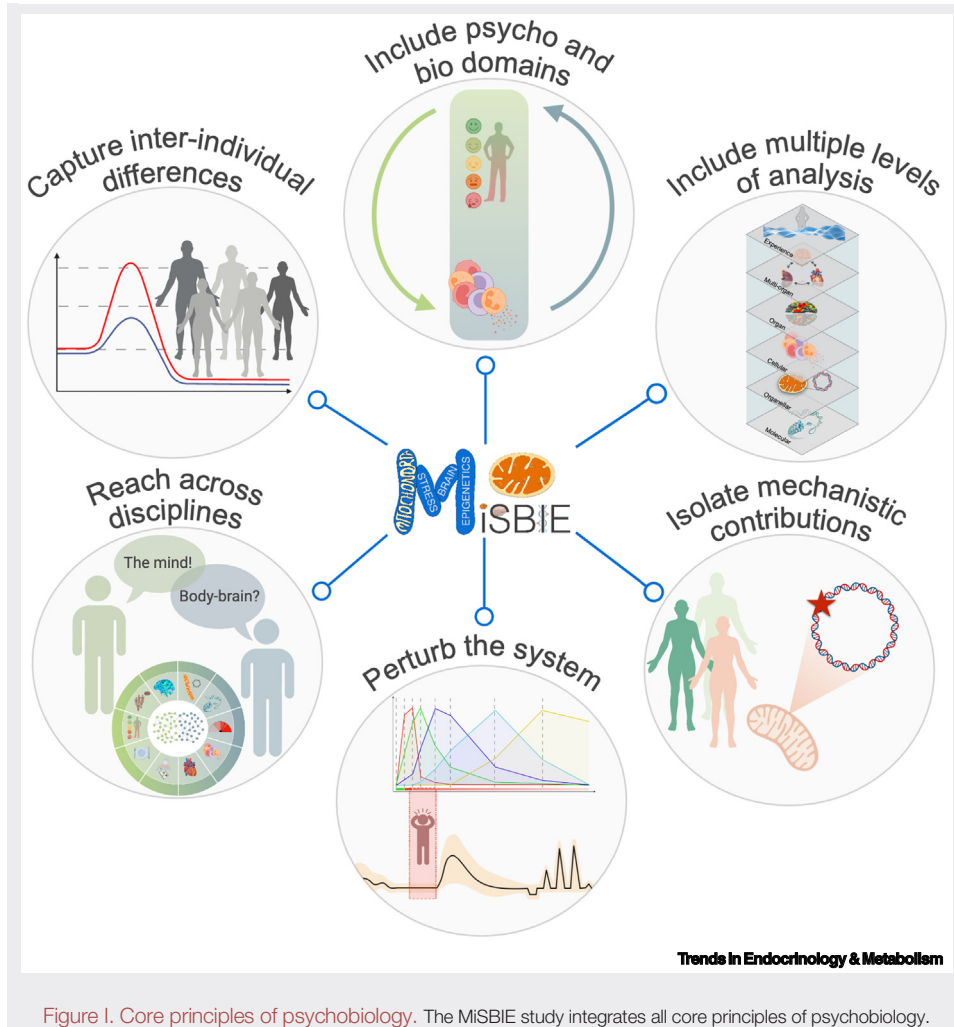 Include psycho and
bio domains
Capture inter-individual
differences
Include multiple levels
of analysis
Experience
Multi-organ
Organ
Cellular
Organellar
Molecular
MITOCHONDRIA
STRESS
BRAIN
EPIGENETICS
iSBIE
Reach across
disciplines
The mind!
Body-brain?
Isolate mechanistic
contributions
Perturb the system
Trends in Endocrinology & Metabolism
Figure I. Core principles of psychobiology. The MiSBIE study integrates all core principles of psychobiology.